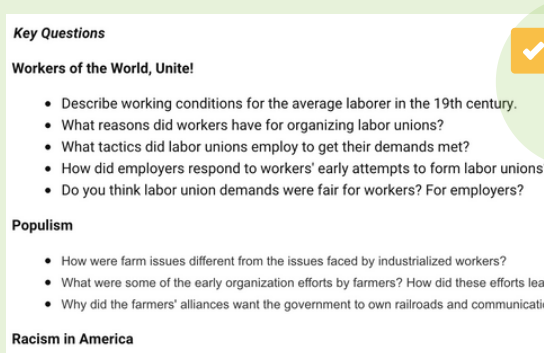 Key Questions
Workers of the World, Unite!
• Describe working conditions for the average laborer in the 19th century.
• What reasons did workers have for organizing labor unions?
• What tactics did labor unions employ to get their demands met?
• How did employers respond to workers' early attempts to form labor unions
• Do you think labor union demands were fair for workers? For employers?
Populism
• How were farm issues different from the issues faced by industrialized workers?
• What were some of the early organization efforts by farmers? How did these efforts
• Why did the farmers' alliances want the government to own railroads and
Racism in America